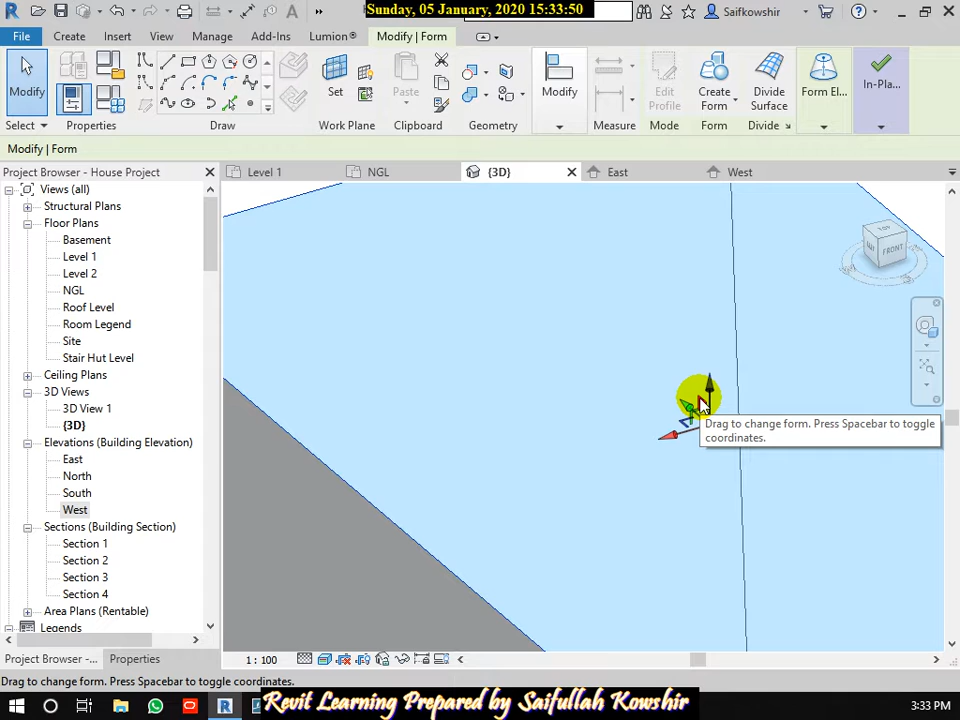 Sunday, 05 January, 2020 15:33:50
Saifkowshir
File Create Insert View Manage Add-Ins Lumion® Modify | Form
Modify Set Paste Modify Edit Profile Create Form Divide Surface Form El... In-Pla...
Select Properties Draw Work Plane Clipboard Geometry Measure Mode Form Divide
Modify | Form
Project Browser - House Project
Level 1 NGL {3D} East West
Views (all)
Structural Plans
Floor Plans
Basement
Level 1
Level 2
NGL
Roof Level
Room Legend
Site
Stair Hut Level
Ceiling Plans
3D Views
3D View 1
{3D}
Elevations (Building Elevation)
East
North
South
West
Sections (Building Section)
Section 1
Section 2
Section 3
Section 4
Area Plans (Rentable)
Legends
TOP
FRONT
Drag to change form. Press Spacebar to toggle
coordinates.
Project Browser -... Properties
1 : 100
Drag to change form. Press Spacebar to toggle coordinates.
Revit Learning Prepared by Saifullah Kowshir
3:33 PM